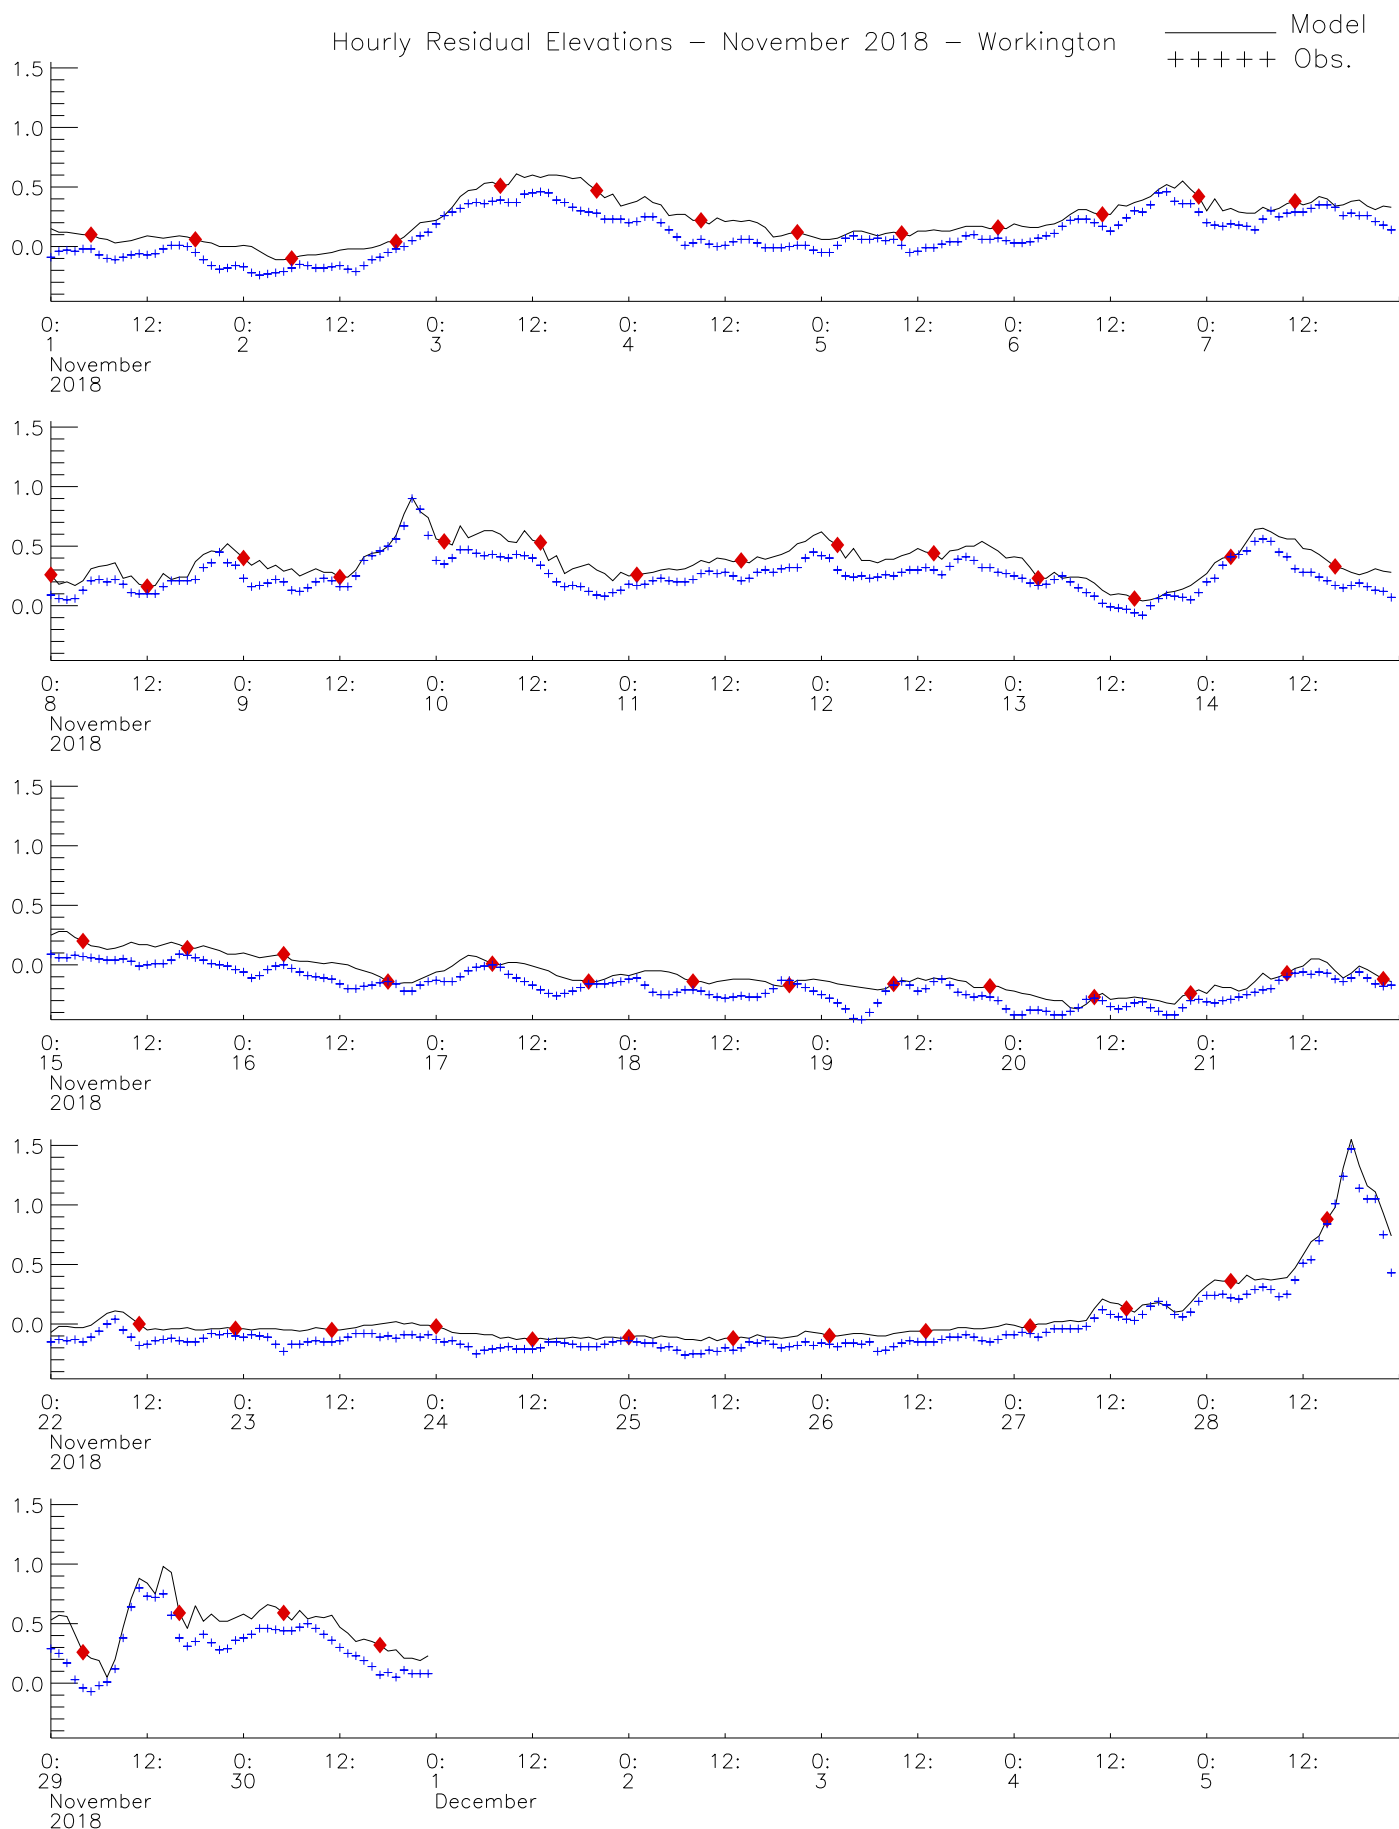 Hourly Residual Elevations – November 2018 – Workington
Model
+++++ Obs.
1.5
1.0
0.5
0.0
0: 12: 0: 12: 0: 12: 0: 12: 0: 12: 0: 12: 0: 12:
1 2 3 4 5 6 7
November
2018
1.5
1.0
0.5
0.0
0: 12: 0: 12: 0: 12: 0: 12: 0: 12: 0: 12: 0: 12:
8 9 10 11 12 13 14
November
2018
1.5
1.0
0.5
0.0
0: 12: 0: 12: 0: 12: 0: 12: 0: 12: 0: 12: 0: 12:
15 16 17 18 19 20 21
November
2018
1.5
1.0
0.5
0.0
0: 12: 0: 12: 0: 12: 0: 12: 0: 12: 0: 12: 0: 12:
22 23 24 25 26 27 28
November
2018
1.5
1.0
0.5
0.0
0: 12: 0: 12: 0: 12: 0: 12: 0: 12: 0: 12: 0: 12:
29 30 1 2 3 4 5
November December
2018